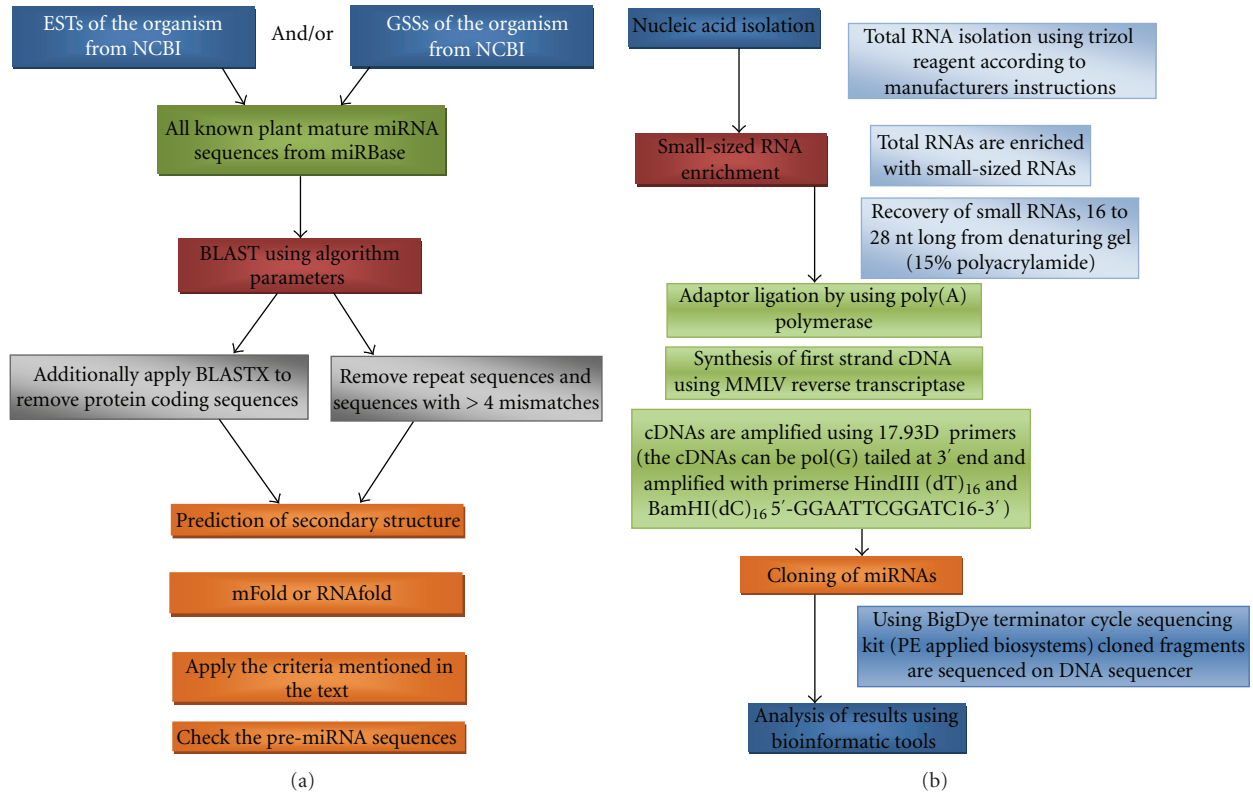 ESTs of the organism
from NCBI
And/or
GSSs of the organism
from NCBI
All known plant mature miRNA
sequences from miRBase
BLAST using algorithm
parameters
Additionally apply BLASTX to
remove protein coding sequences
Remove repeat sequences and
sequences with > 4 mismatches
Prediction of secondary structure
mFold or RNAfold
Apply the criteria mentioned in
the text
Check the pre-miRNA sequences
(a)
Nucleic acid isolation
Total RNA isolation using trizol
reagent according to
manufacturers instructions
Small-sized RNA
enrichment
Total RNAs are enriched
with small-sized RNAs
Recovery of small RNAs, 16 to
28 nt long from denaturing gel
(15% polyacrylamide)
Adaptor ligation by using poly(A)
polymerase
Synthesis of first strand cDNA
using MMLV reverse transcriptase
cDNAs are amplified using 17.93D primers
(the cDNAs can be pol(G) tailed at 3′ end and
amplified with primerse HindIII (dT)₁₆ and
BamHI(dC)₁₆ 5′-GGAATTCGGATC16-3′ )
Cloning of miRNAs
Using BigDye terminator cycle sequencing
kit (PE applied biosystems) cloned fragments
are sequenced on DNA sequencer
Analysis of results using
bioinformatic tools
(b)